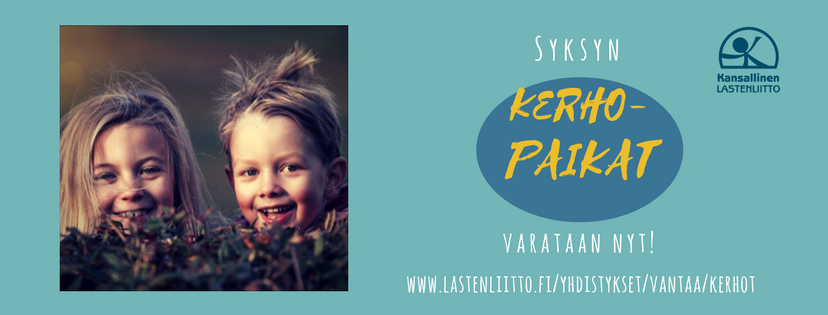 Syksyn
KERHO-
PAIKAT
VARATAAN NYT!
WWW.LASTENLIITTO.FI/YHDISTYKSET/VANTAA/KERHOT
Kansallinen
LASTENLIITTO